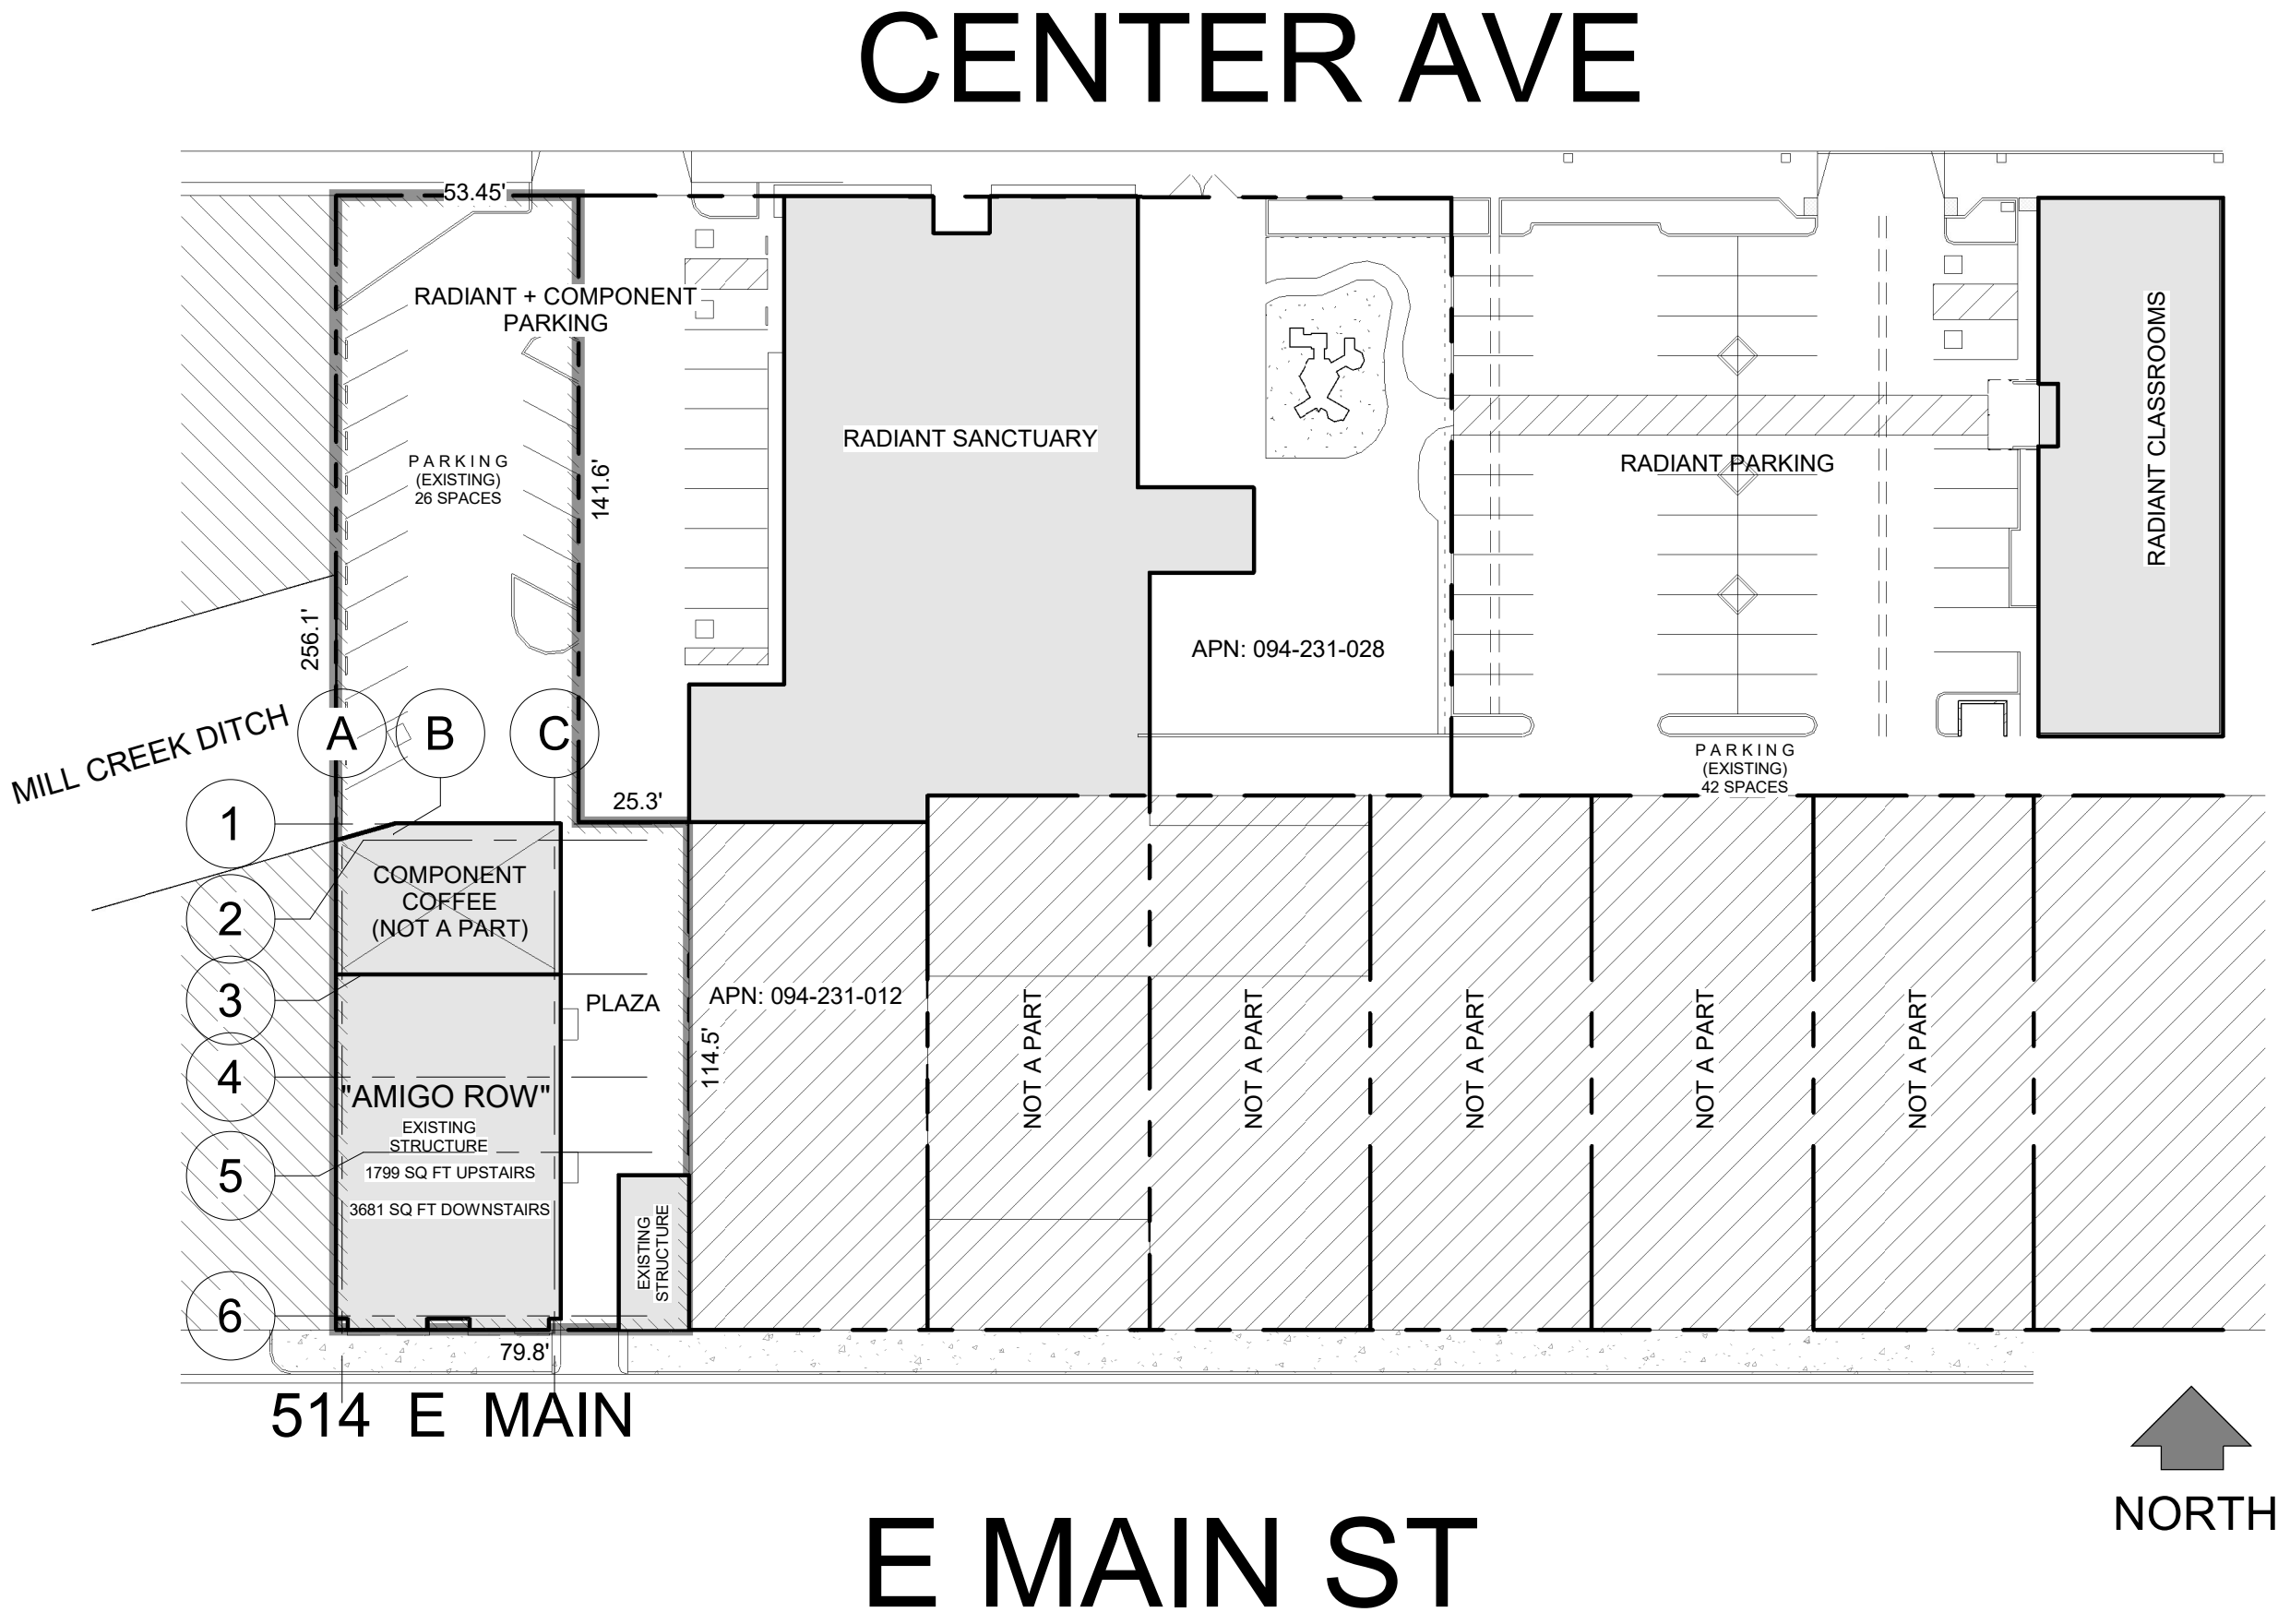 CENTER AVE
53.45'
RADIANT + COMPONENT
PARKING
PARKING
(EXISTING)
26 SPACES
141.6'
256.1'
RADIANT SANCTUARY
APN: 094-231-028
RADIANT PARKING
RADIANT CLASSROOMS
PARKING
(EXISTING)
42 SPACES
MILL CREEK DITCH
A
B
C
25.3'
1
2
3
4
5
6
COMPONENT
COFFEE
(NOT A PART)
PLAZA
APN: 094-231-012
114.5'
"AMIGO ROW"
EXISTING
STRUCTURE
1799 SQ FT UPSTAIRS
3681 SQ FT DOWNSTAIRS
EXISTING
STRUCTURE
NOT A PART
NOT A PART
NOT A PART
NOT A PART
NOT A PART
79.8'
514 E MAIN
NORTH
E MAIN ST